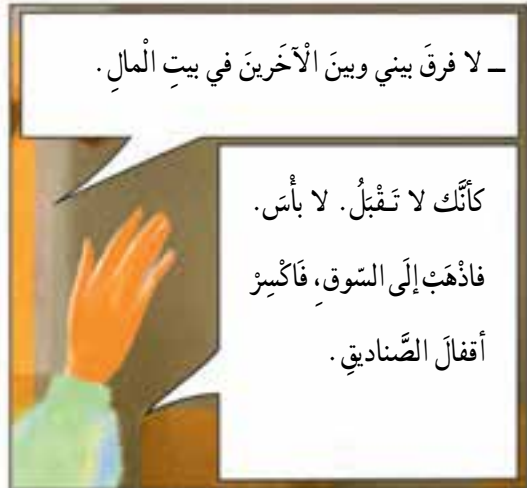 ـ لا فرقَ بيني وبينَ الْآخَرينَ في بيتِ الْمالِ.
كأنَّك لا تَـقْبَلُ. لا بأْسَ.
فاذْهَبْ إلَی السّوقِ، فَاكْسِرْ
أقفالَ الصَّناديقِ.